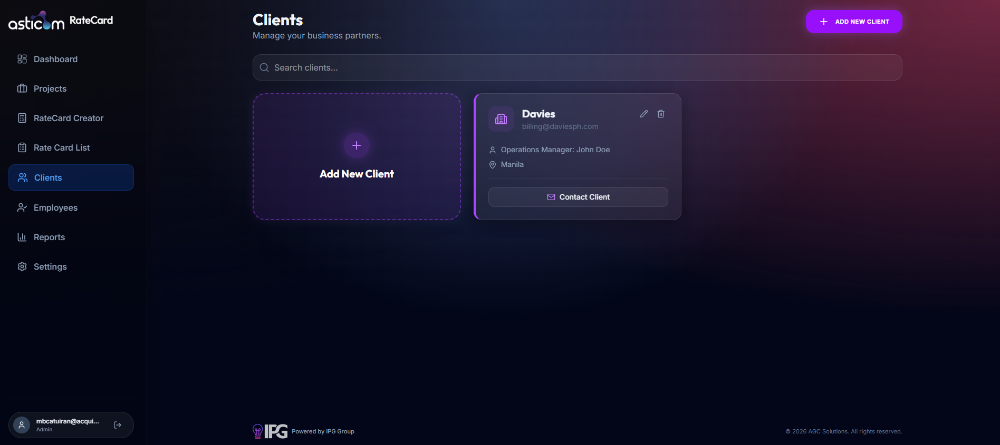 asticom RateCard
Dashboard
Projects
RateCard Creator
Rate Card List
Clients
Employees
Reports
Settings
mbcatuiran@acqui...
Admin
Clients
Manage your business partners.
ADD NEW CLIENT
Search clients...
Add New Client
Davies
billing@daviesph.com
Operations Manager: John Doe
Manila
Contact Client
IPG Powered by IPG Group
© 2026 AGC Solutions. All rights reserved.